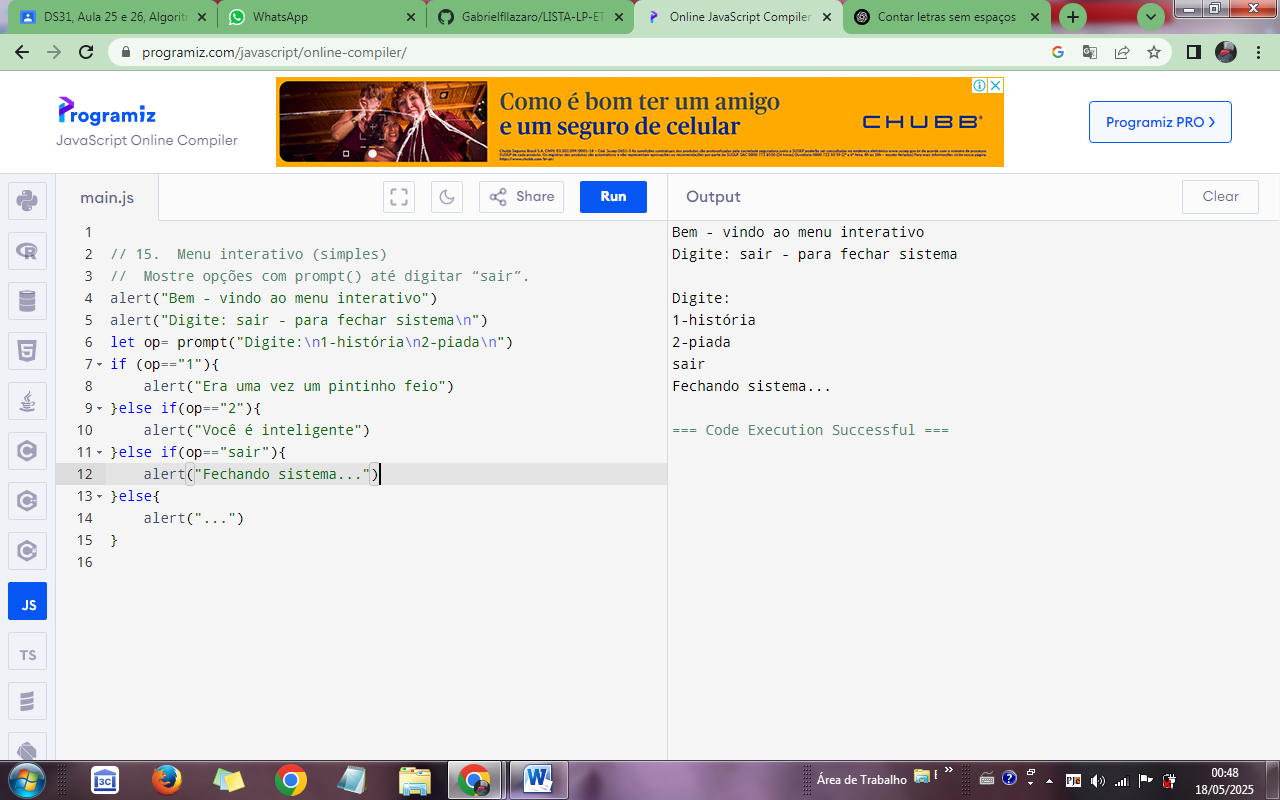 DS31, Aula 25 e 26, Algoritm
WhatsApp
Gabrielfllazaro/LISTA-LP-ET
Online JavaScript Compiler
Contar letras sem espaços
programiz.com/javascript/online-compiler/
Programiz
JavaScript Online Compiler
Como é bom ter um amigo
e um seguro de celular
CHUBB
Programiz PRO
main.js
Share
Run
Output
Clear
1
2 // 15.  Menu interativo (simples)
3 //  Mostre opções com prompt() até digitar “sair”.
4 alert("Bem - vindo ao menu interativo")
5 alert("Digite: sair - para fechar sistema\n")
6 let op= prompt("Digite:\n1-história\n2-piada\n")
7 if (op=="1"){
8     alert("Era uma vez um pintinho feio")
9 }else if(op=="2"){
10     alert("Você é inteligente")
11 }else if(op=="sair"){
12     alert("Fechando sistema...")
13 }else{
14     alert("...")
15 }
16
Bem - vindo ao menu interativo
Digite: sair - para fechar sistema
Digite:
1-história
2-piada
sair
Fechando sistema...
=== Code Execution Successful ===
JS
TS
Área de Trabalho
00:48
18/05/2025